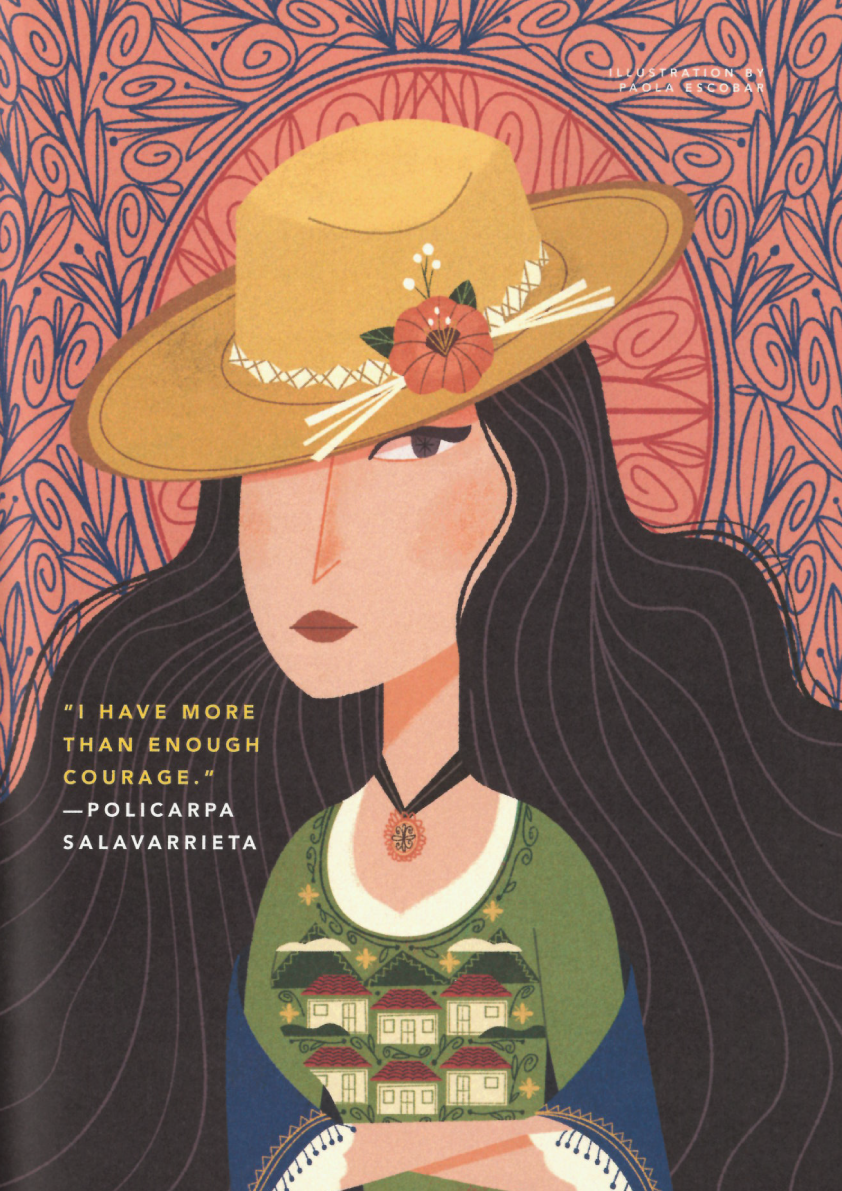 ILLUSTRATION BY
PAOLA ESCOBAR
"I HAVE MORE
THAN ENOUGH
COURAGE."
—POLICARPA
SALAVARRIETA